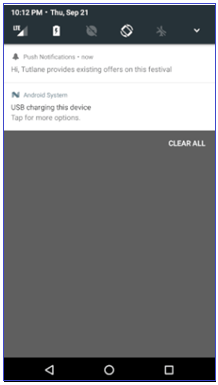 10:12 PM • Thu, Sep 21
LTE
Push Notifications • now
Hi, Tutlane provides existing offers on this festival
Android System
USB charging this device
Tap for more options.
CLEAR ALL